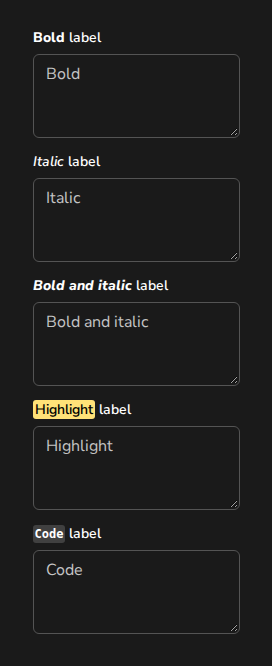 Bold label
Bold
Italic label
Italic
Bold and italic label
Bold and italic
Highlight label
Highlight
Code label
Code